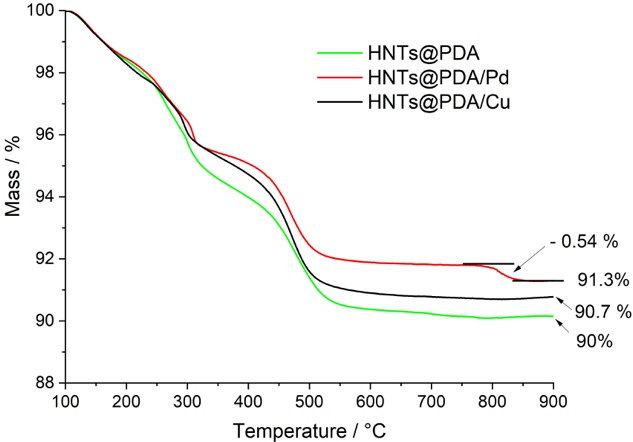 100
98
96
94
92
90
88
Mass / %
HNTs@PDA
HNTs@PDA/Pd
HNTs@PDA/Cu
- 0.54 %
91.3%
90.7 %
90%
100 200 300 400 500 600 700 800 900
Temperature / °C